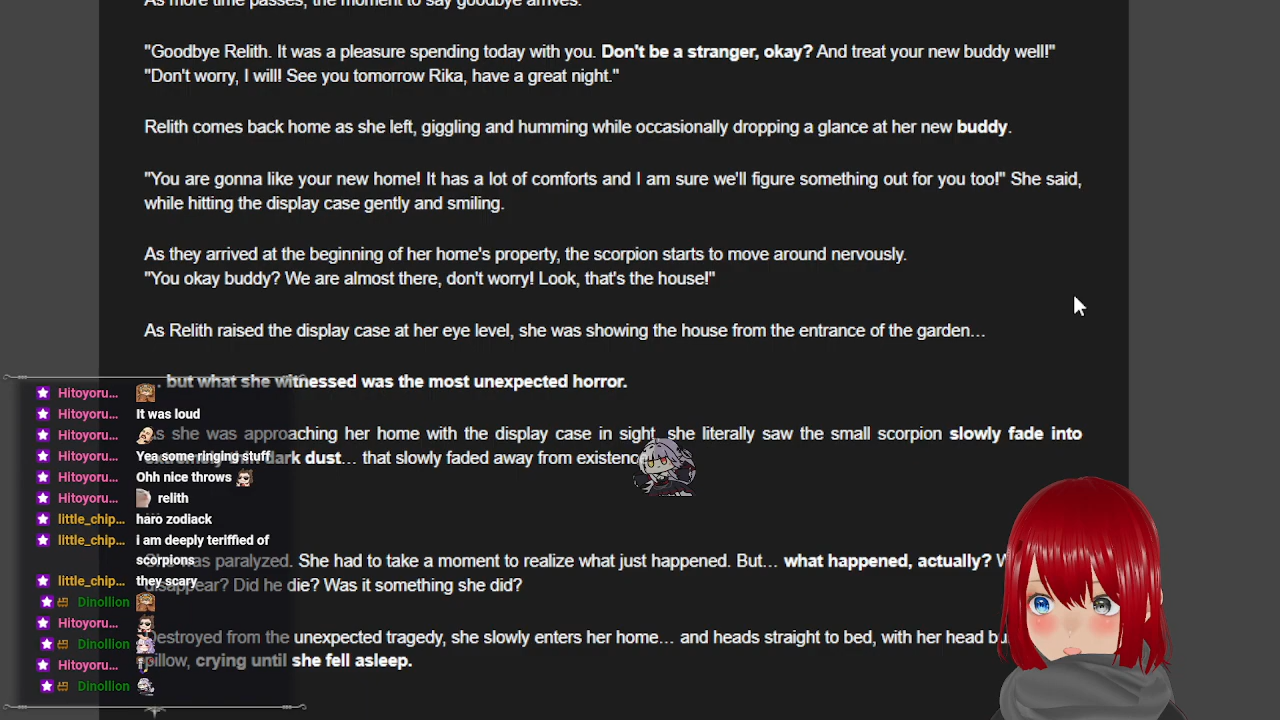 As more time passes, the moment to say goodbye arrives.
"Goodbye Relith. It was a pleasure spending today with you. Don't be a stranger, okay? And treat your new buddy well!"
"Don't worry, I will! See you tomorrow Rika, have a great night."
Relith comes back home as she left, giggling and humming while occasionally dropping a glance at her new buddy.
"You are gonna like your new home! It has a lot of comforts and I am sure we'll figure something out for you too!" She said,
while hitting the display case gently and smiling.
As they arrived at the beginning of her home's property, the scorpion starts to move around nervously.
"You okay buddy? We are almost there, don't worry! Look, that's the house!"
As Relith raised the display case at her eye level, she was showing the house from the entrance of the garden…
but what she witnessed was the most unexpected horror.
she was approaching her home with the display case in sight, she literally saw the small scorpion slowly fade into
dark dust… that slowly faded away from existence
was paralyzed. She had to take a moment to realize what just happened. But… what happened, actually?
disappear? Did he die? Was it something she did?
Destroyed from the unexpected tragedy, she slowly enters her home… and heads straight to bed, with her head
pillow, crying until she fell asleep.
Hitoyoru...
Hitoyoru... It was loud
Hitoyoru...
Hitoyoru... Yea some ringing stuff
Hitoyoru... Ohh nice throws
Hitoyoru... relith
little_chip... haro zodiack
little_chip... i am deeply teriffied of
scorpions
little_chip... they scary
Dinollion
Hitoyoru...
Dinollion
Hitoyoru...
Dinollion